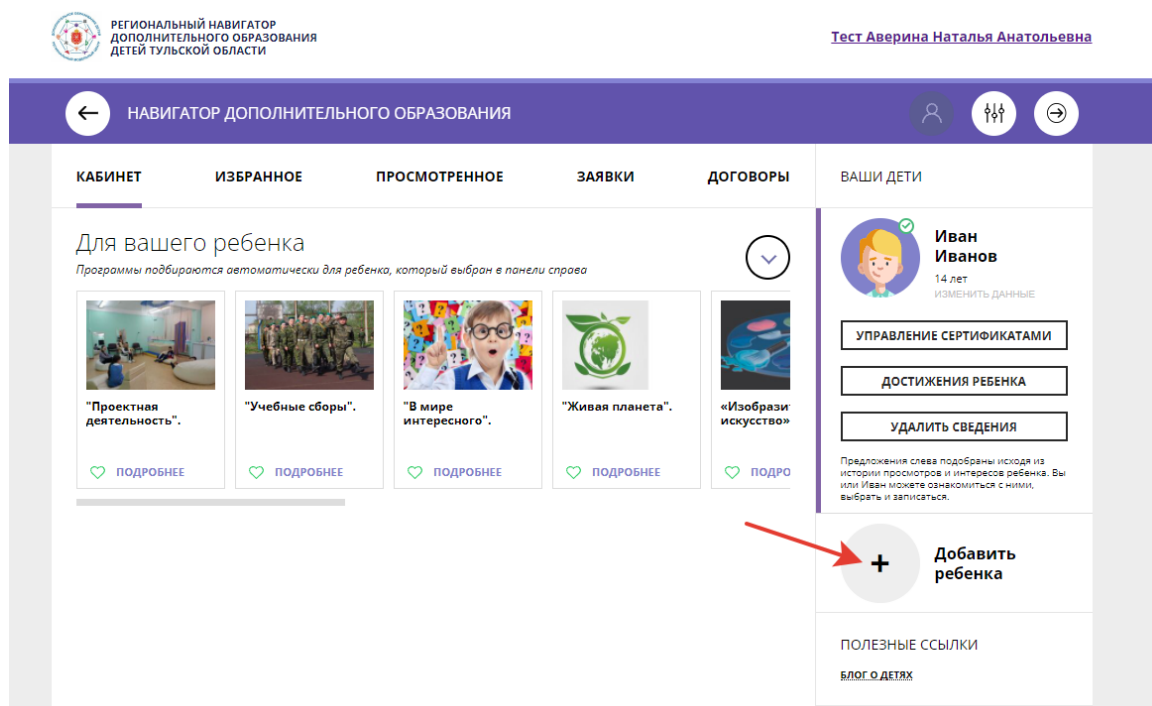 РЕГИОНАЛЬНЫЙ НАВИГАТОР
ДОПОЛНИТЕЛЬНОГО ОБРАЗОВАНИЯ
ДЕТЕЙ ТУЛЬСКОЙ ОБЛАСТИ
Тест Аверина Наталья Анатольевна
НАВИГАТОР ДОПОЛНИТЕЛЬНОГО ОБРАЗОВАНИЯ
КАБИНЕТ ИЗБРАННОЕ ПРОСМОТРЕННОЕ ЗАЯВКИ ДОГОВОРЫ
Для вашего ребенка
Программы подбираются автоматически для ребенка, который выбран в панели справа
"Проектная
деятельность".
ПОДРОБНЕЕ
"Учебные сборы".
ПОДРОБНЕЕ
"В мире
интересного".
ПОДРОБНЕЕ
"Живая планета".
ПОДРОБНЕЕ
«Изобразит
искусство»
ПОДРО
ВАШИ ДЕТИ
Иван
Иванов
14 лет
ИЗМЕНИТЬ ДАННЫЕ
УПРАВЛЕНИЕ СЕРТИФИКАТАМИ
ДОСТИЖЕНИЯ РЕБЕНКА
УДАЛИТЬ СВЕДЕНИЯ
Предложения слева подобраны исходя из
истории просмотров и интересов ребенка. Вы
или Иван можете ознакомиться с ними,
выбрать и записаться.
+ Добавить
ребенка
ПОЛЕЗНЫЕ ССЫЛКИ
БЛОГ О ДЕТЯХ